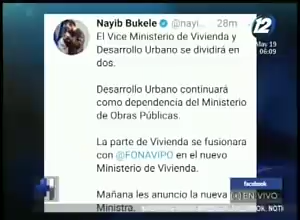 Nayib Bukele @nayi... 28m
El Vice Ministerio de Vivienda y
Desarrollo Urbano se dividirá en
dos.
Desarrollo Urbano continuará
como dependencia del Ministerio
de Obras Públicas.
La parte de Vivienda se fusionara
con @FONAVIPO en el nuevo
Ministerio de Vivienda.
Mañana les anuncio la nueva
Ministra.
12
May 19
06:09
facebook
EN VIVO